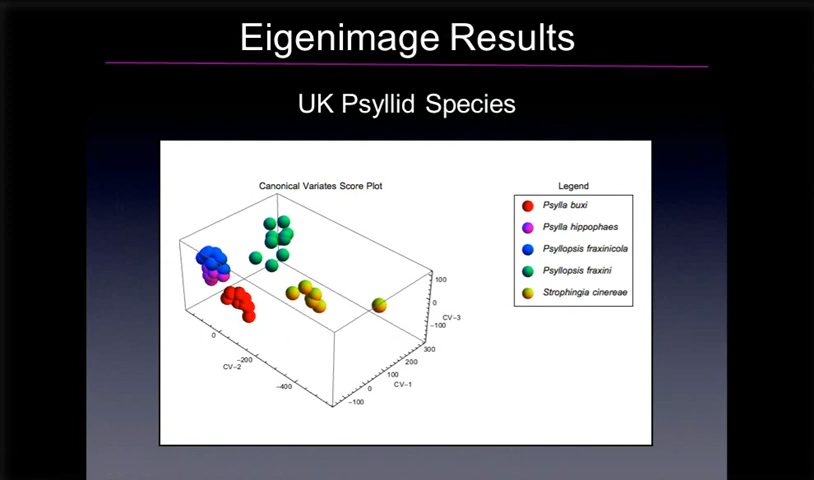 Eigenimage Results
UK Psyllid Species
Canonical Variates Score Plot
Legend
Psylla buxi
Psylla hippophaes
Psyllopsis fraxinicola
Psyllopsis fraxini
Strophingia cinereae
100
0
-100
CV-3
300
200
100
0
-100
CV-1
0
-200
-400
CV-2